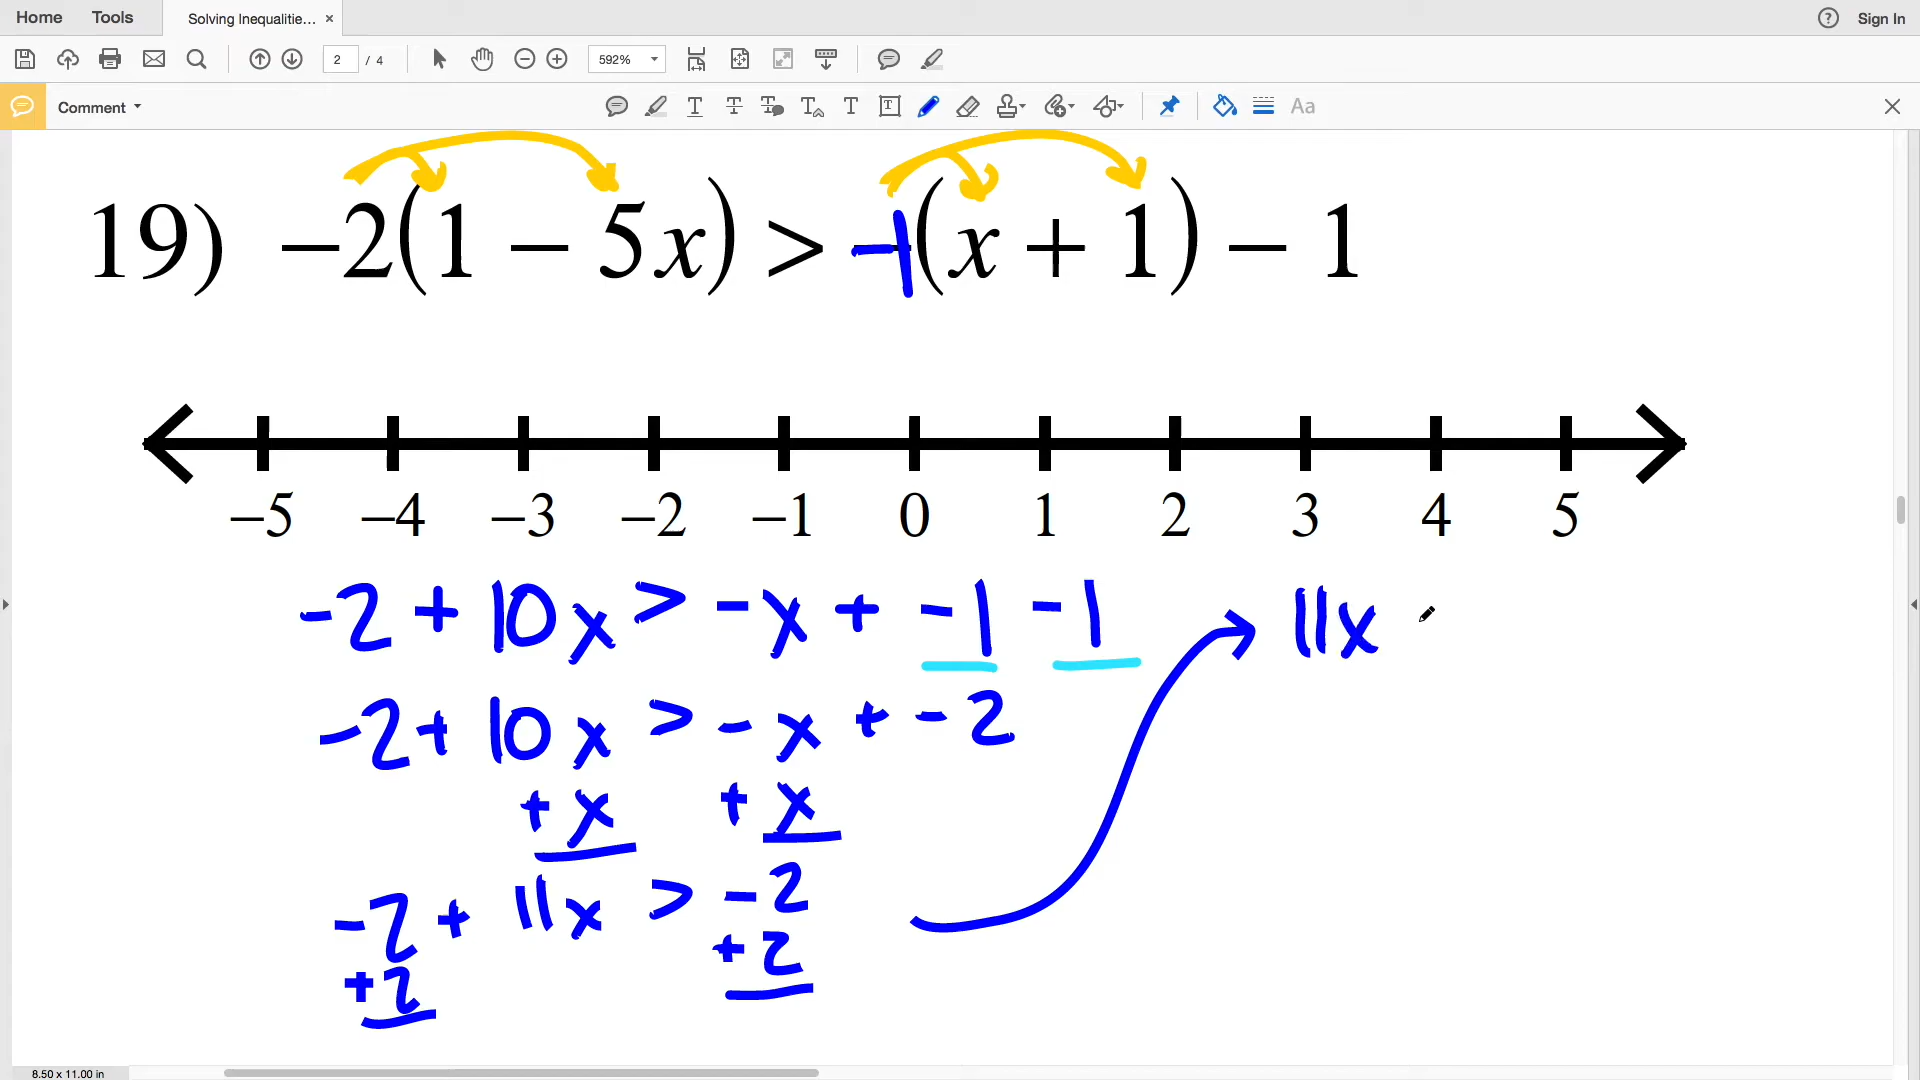 Home Tools Solving Inequalitie... × Sign In
2 / 4 592%
Comment Aa
19) −2(1 − 5x) > −1(x + 1) − 1
−5 −4 −3 −2 −1 0 1 2 3 4 5
-2 + 10x > -x + -1 -1 11x
-2 + 10x > -x + -2
+x +x
-2 + 11x > -2
+2 +2
8.50 x 11.00 in